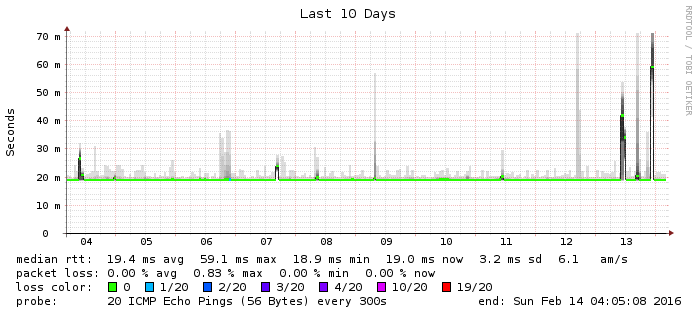 Last 10 Days
RRDTOOL / TOBI OETIKER
Seconds
70 m
60 m
50 m
40 m
30 m
20 m
10 m
0
04 05 06 07 08 09 10 11 12 13
median rtt: 19.4 ms avg 59.1 ms max 18.9 ms min 19.0 ms now 3.2 ms sd 6.1 am/s
packet loss: 0.00 % avg 0.83 % max 0.00 % min 0.00 % now
loss color: 0 1/20 2/20 3/20 4/20 10/20 19/20
probe: 20 ICMP Echo Pings (56 Bytes) every 300s end: Sun Feb 14 04:05:08 2016